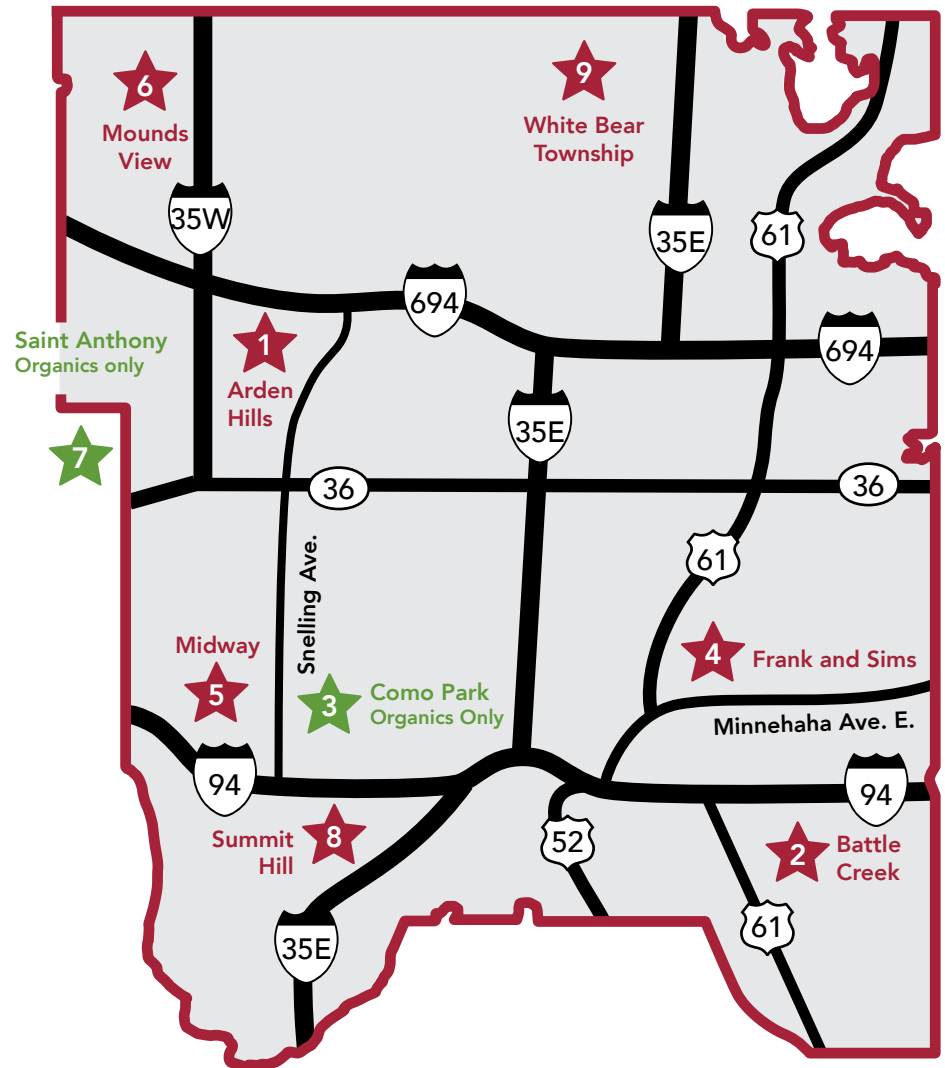 6
Mounds
View
9
White Bear
Township
35W
35E
61
694
Saint Anthony
Organics only
1
Arden
Hills
694
35E
7
36
36
61
Snelling Ave.
Midway
5
3
Como Park
Organics Only
4
Frank and Sims
Minnehaha Ave. E.
94
94
Summit
Hill
8
52
2
Battle
Creek
61
35E